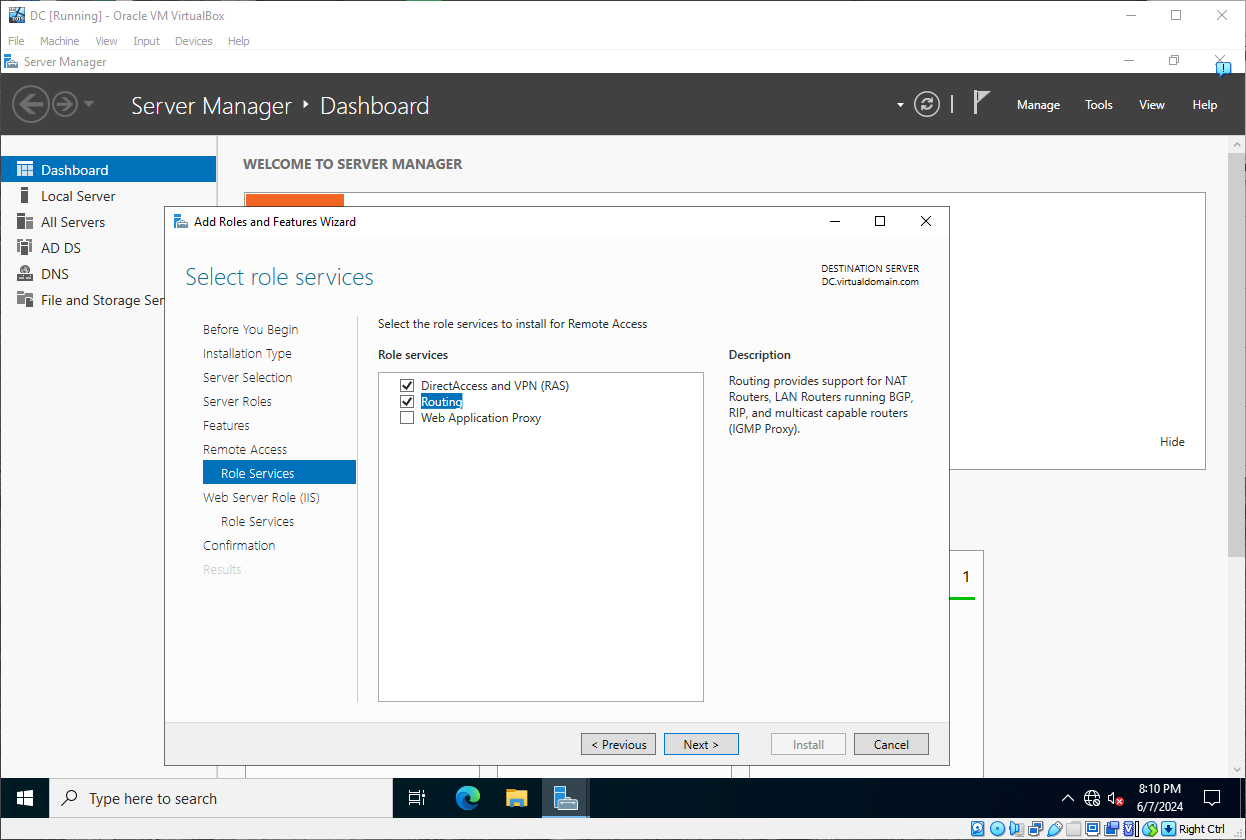 DC [Running] - Oracle VM VirtualBox
File Machine View Input Devices Help
Server Manager
Server Manager Dashboard
Manage Tools View Help
Dashboard
Local Server
All Servers
AD DS
DNS
File and Storage Ser
WELCOME TO SERVER MANAGER
Hide
1
Add Roles and Features Wizard
Select role services
DESTINATION SERVER
DC.virtualdomain.com
Before You Begin
Installation Type
Server Selection
Server Roles
Features
Remote Access
Role Services
Web Server Role (IIS)
Role Services
Confirmation
Results
Select the role services to install for Remote Access
Role services
DirectAccess and VPN (RAS)
Routing
Web Application Proxy
Description
Routing provides support for NAT
Routers, LAN Routers running BGP,
RIP, and multicast capable routers
(IGMP Proxy).
< Previous
Next >
Install
Cancel
Type here to search
8:10 PM
6/7/2024
Right Ctrl